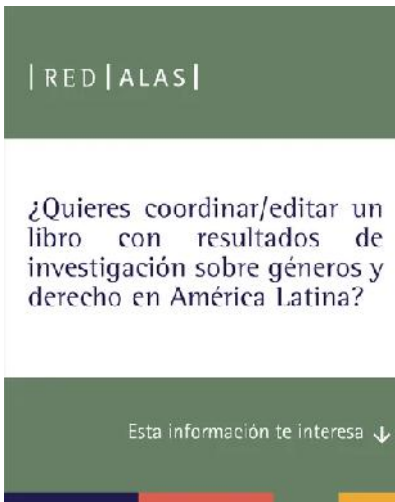 |RED|ALAS|
¿Quieres coordinar/editar un
libro con resultados de
investigación sobre géneros y
derecho en América Latina?
Esta información te interesa ↓